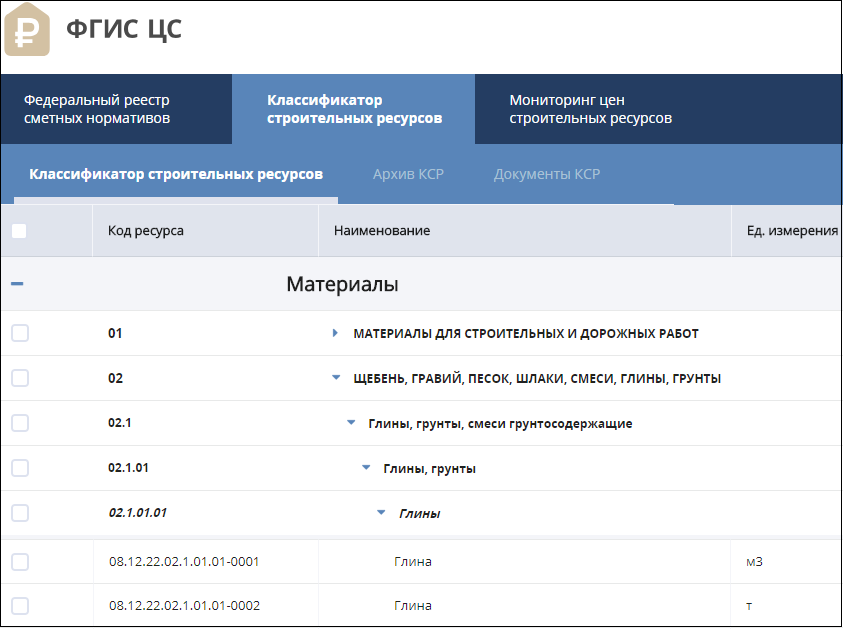 ФГИС ЦС
Федеральный реестр
сметных нормативов
Классификатор
строительных ресурсов
Мониторинг цен
строительных ресурсов
Классификатор строительных ресурсов
Архив КСР
Документы КСР
Код ресурса
Наименование
Ед. измерения
Материалы
01
МАТЕРИАЛЫ ДЛЯ СТРОИТЕЛЬНЫХ И ДОРОЖНЫХ РАБОТ
02
ЩЕБЕНЬ, ГРАВИЙ, ПЕСОК, ШЛАКИ, СМЕСИ, ГЛИНЫ, ГРУНТЫ
02.1
Глины, грунты, смеси грунтосодержащие
02.1.01
Глины, грунты
02.1.01.01
Глины
08.12.22.02.1.01.01-0001
Глина
м3
08.12.22.02.1.01.01-0002
Глина
т